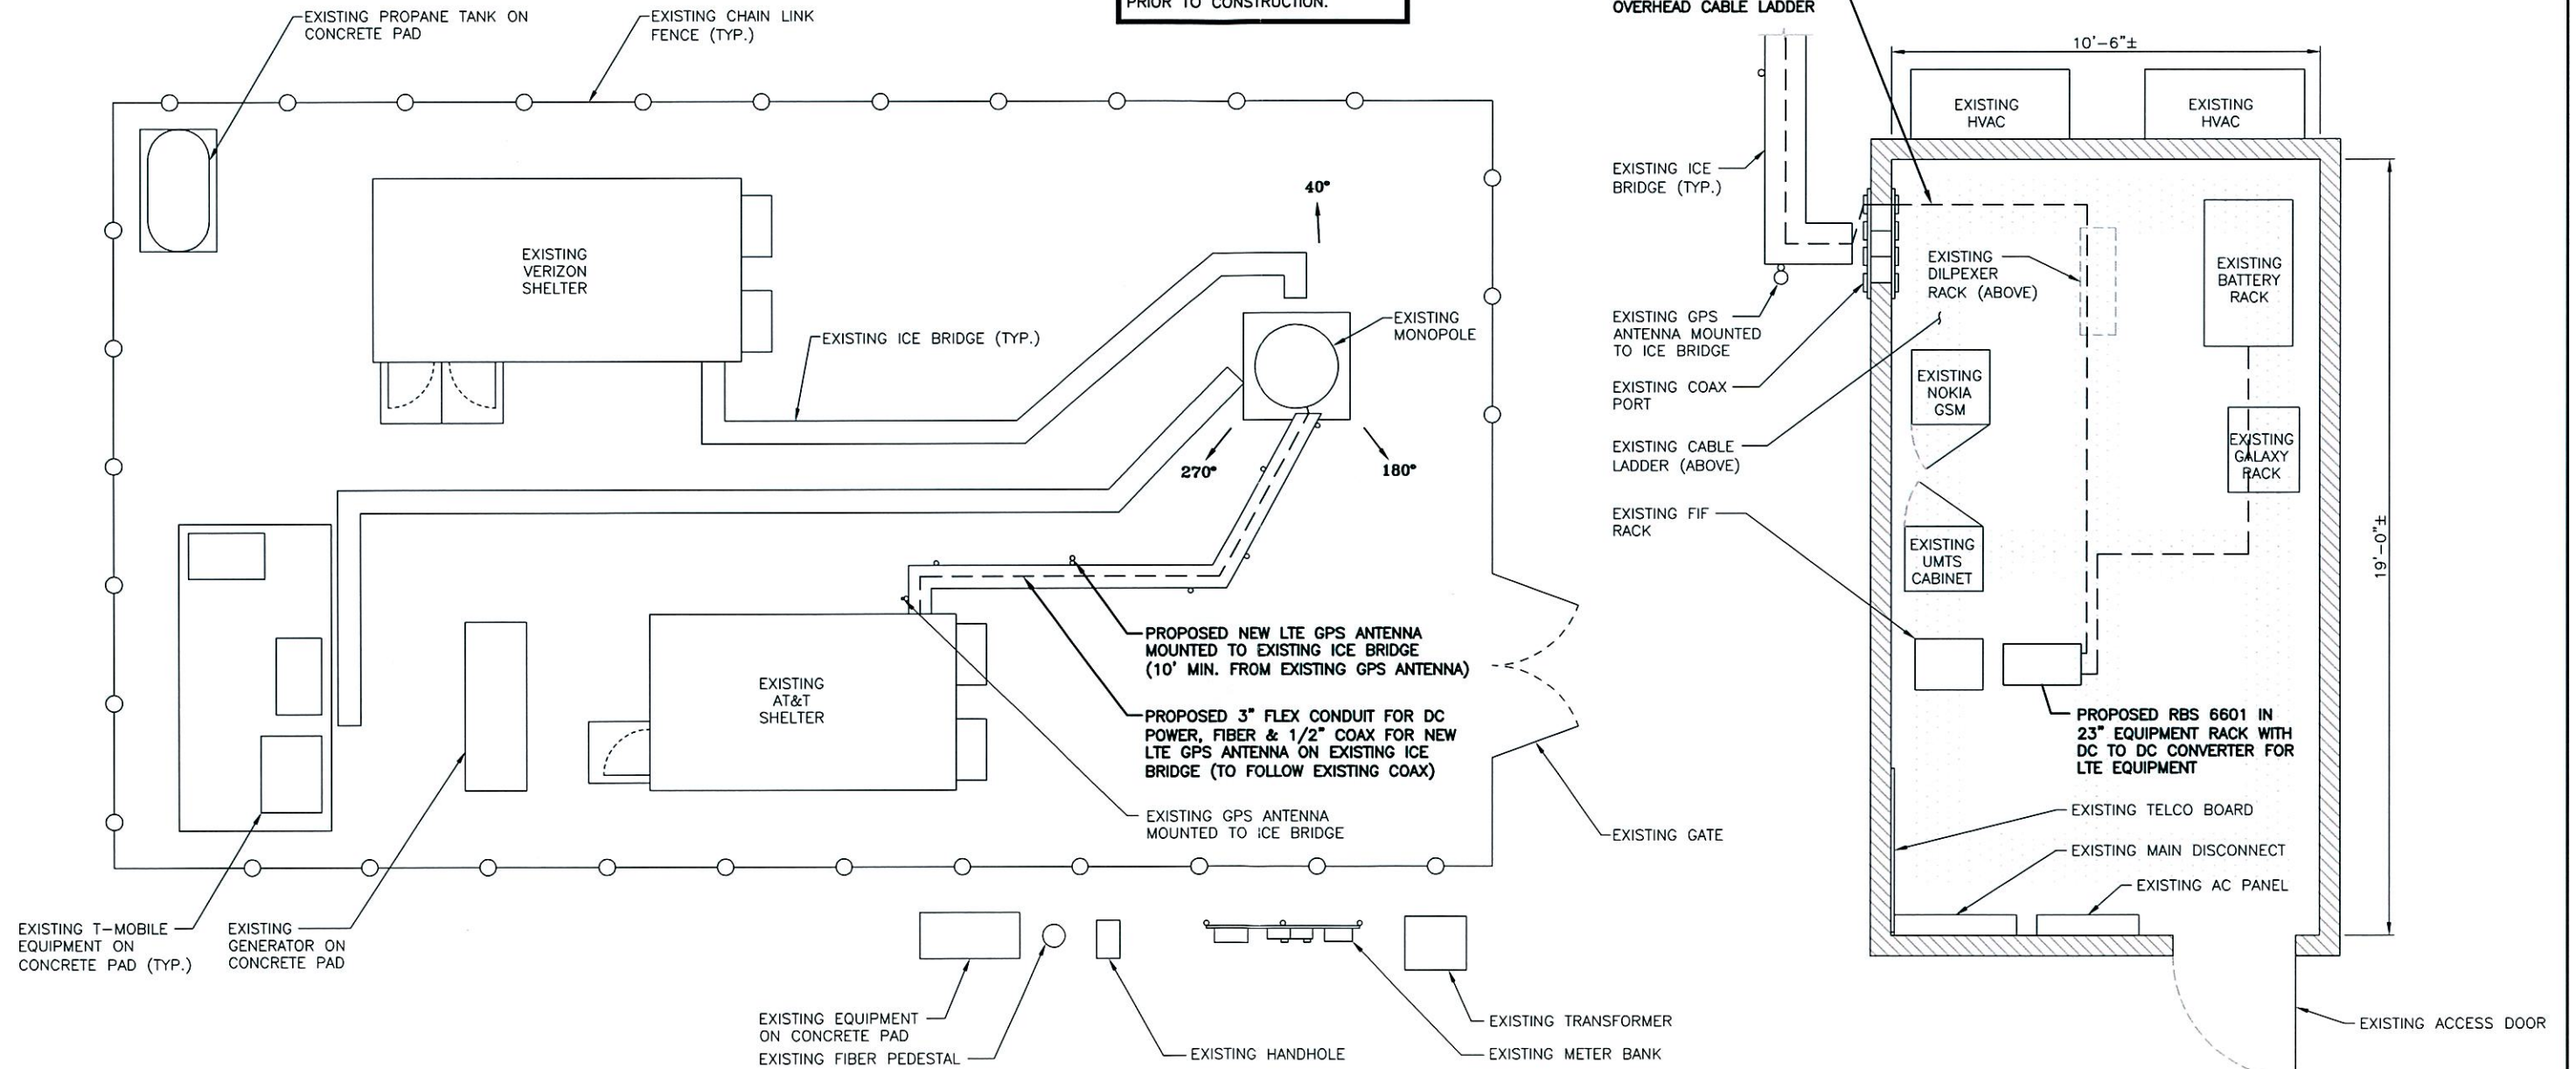 EXISTING PROPANE TANK ON
CONCRETE PAD
EXISTING CHAIN LINK
FENCE (TYP.)
PRIOR TO CONSTRUCTION.
EXISTING
VERIZON
SHELTER
EXISTING ICE BRIDGE (TYP.)
40°
EXISTING
MONOPOLE
270°
180°
PROPOSED NEW LTE GPS ANTENNA
MOUNTED TO EXISTING ICE BRIDGE
(10' MIN. FROM EXISTING GPS ANTENNA)
EXISTING
AT&T
SHELTER
PROPOSED 3" FLEX CONDUIT FOR DC
POWER, FIBER & 1/2" COAX FOR NEW
LTE GPS ANTENNA ON EXISTING ICE
BRIDGE (TO FOLLOW EXISTING COAX)
EXISTING GPS ANTENNA
MOUNTED TO ICE BRIDGE
EXISTING GATE
EXISTING T-MOBILE
EQUIPMENT ON
CONCRETE PAD (TYP.)
EXISTING
GENERATOR ON
CONCRETE PAD
EXISTING EQUIPMENT
ON CONCRETE PAD
EXISTING FIBER PEDESTAL
EXISTING HANDHOLE
EXISTING TRANSFORMER
EXISTING METER BANK
OVERHEAD CABLE LADDER
10'-6"±
EXISTING
HVAC
EXISTING
HVAC
EXISTING ICE
BRIDGE (TYP.)
EXISTING
DILPEXER
RACK (ABOVE)
EXISTING
BATTERY
RACK
EXISTING GPS
ANTENNA MOUNTED
TO ICE BRIDGE
EXISTING COAX
PORT
EXISTING
NOKIA
GSM
EXISTING CABLE
LADDER (ABOVE)
EXISTING
GALAXY
RACK
EXISTING FIF
RACK
EXISTING
UMTS
CABINET
19'-0"±
PROPOSED RBS 6601 IN
23" EQUIPMENT RACK WITH
DC TO DC CONVERTER FOR
LTE EQUIPMENT
EXISTING TELCO BOARD
EXISTING MAIN DISCONNECT
EXISTING AC PANEL
EXISTING ACCESS DOOR